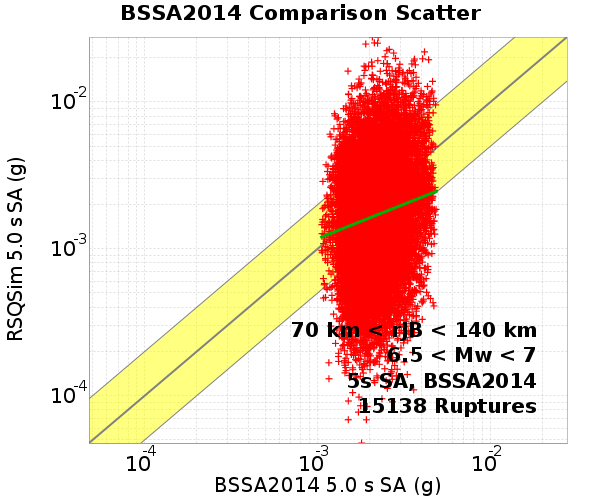 BSSA2014 Comparison Scatter
RSQSim 5.0 s SA (g)
10-2
10-3
10-4
70 km < rJB < 140 km
6.5 < Mw < 7
5s SA, BSSA2014
15138 Ruptures
10-4 10-3 10-2
BSSA2014 5.0 s SA (g)